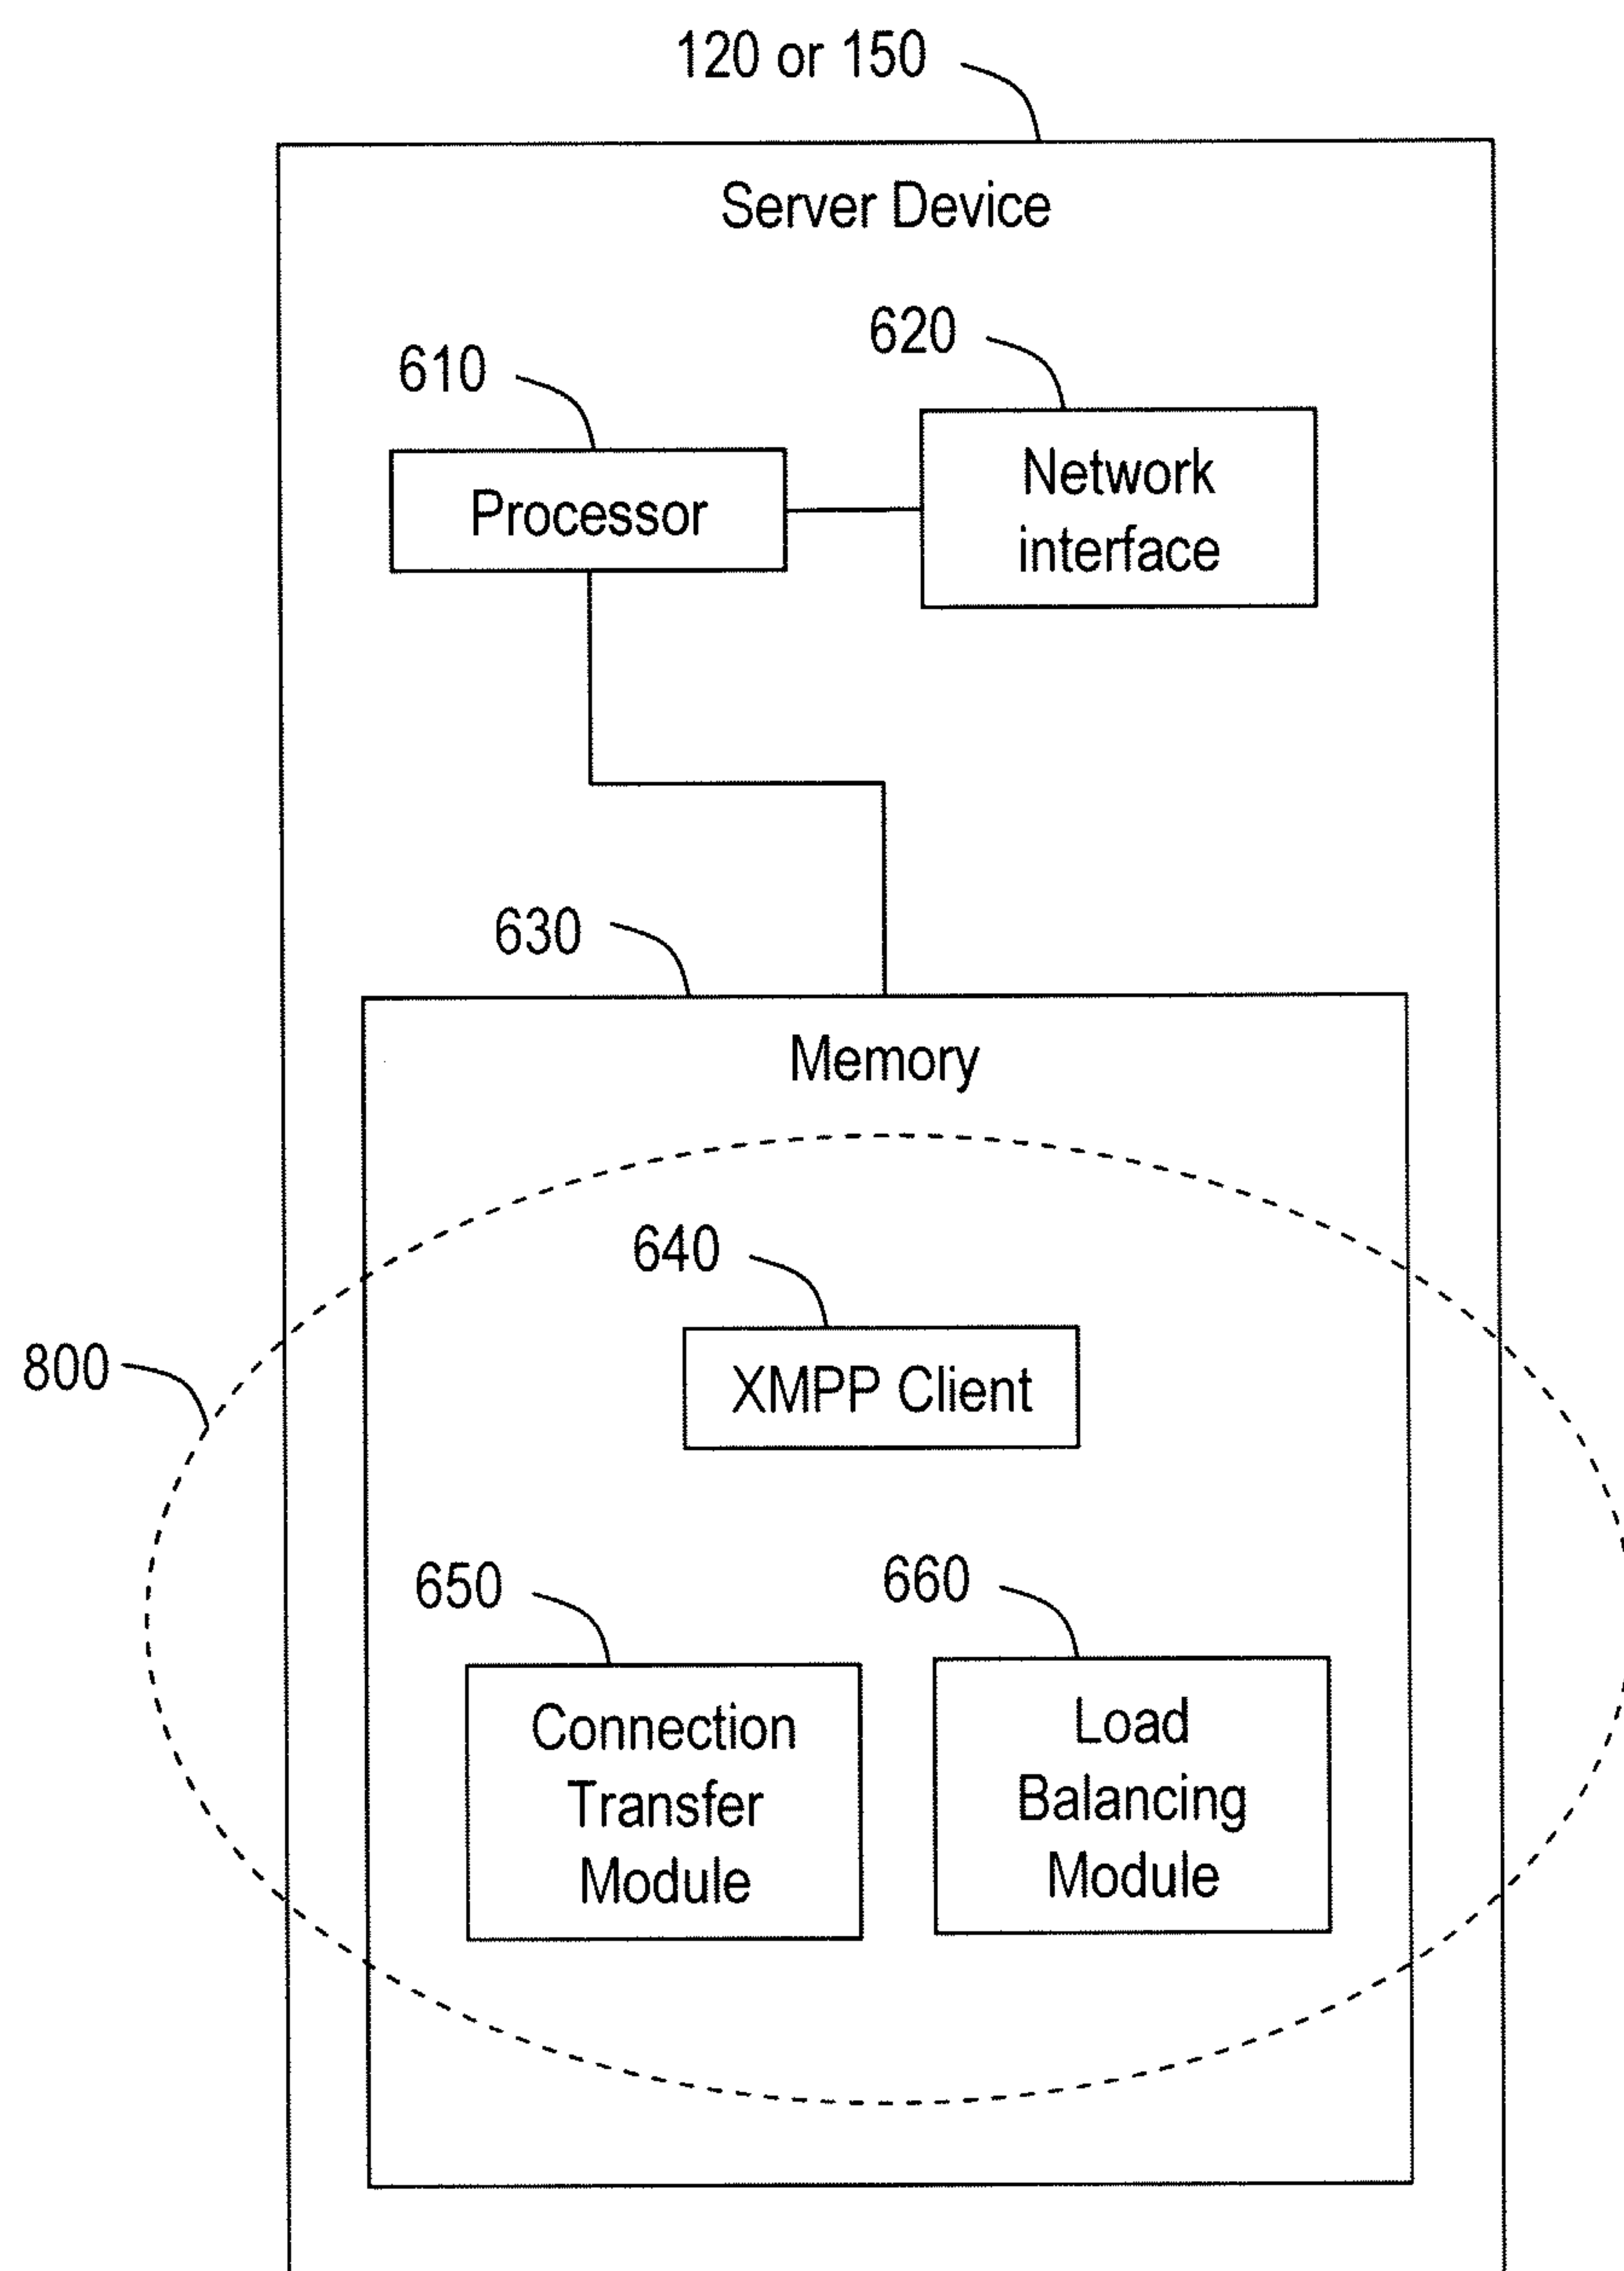 120 or 150
Server Device
620
610
Network
interface
Processor
630
Memory
640
800
XMPP Client
650
660
Connection
Transfer
Module
Load
Balancing
Module